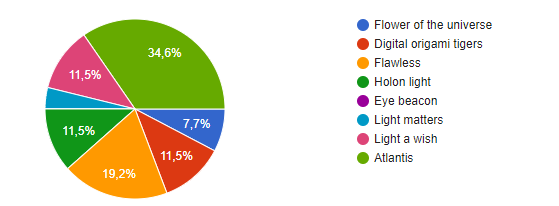 34,6%
11,5%
7,7%
11,5%
11,5%
19,2%
Flower of the universe
Digital origami tigers
Flawless
Holon light
Eye beacon
Light matters
Light a wish
Atlantis